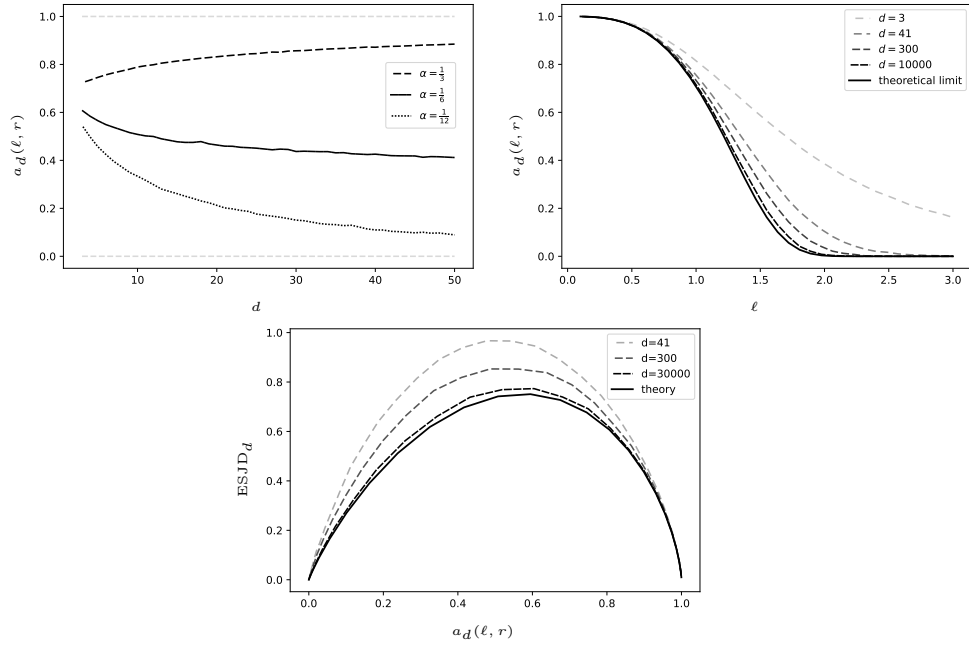 1.0
0.8
0.6
0.4
0.2
0.0
a_d(ℓ, r)
10
20
30
40
50
d
α = 1/3
α = 1/6
α = 1/12
1.0
0.8
0.6
0.4
0.2
0.0
a_d(ℓ, r)
0.0
0.5
1.0
1.5
2.0
2.5
3.0
ℓ
d = 3
d = 41
d = 300
d = 10000
theoretical limit
1.0
0.8
0.6
0.4
0.2
0.0
ESJD_d
0.0
0.2
0.4
0.6
0.8
1.0
a_d(ℓ, r)
d=41
d=300
d=30000
theory